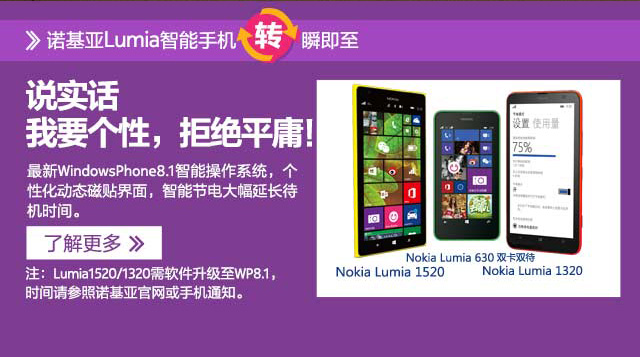 诺基亚Lumia智能手机 转 瞬即至
说实话
我要个性，拒绝平庸！
最新WindowsPhone8.1智能操作系统，个
性化动态磁贴界面，智能节电大幅延长待
机时间。
了解更多
注：Lumia1520/1320需软件升级至WP8.1，
时间请参照诺基亚官网或手机通知。
设置 使用量
75%
Nokia Lumia 630 双卡双待
Nokia Lumia 1520
Nokia Lumia 1320